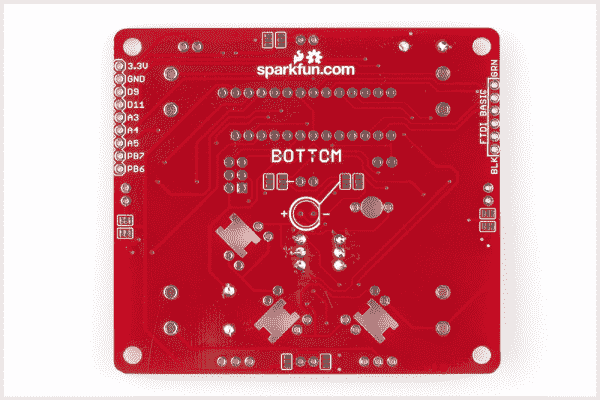 sparkfun.com
3.3V
GND
D9
D11
A3
A4
A5
PB7
PB6
GRN
FTDI BASIC
BLK
BOTTOM
+ -